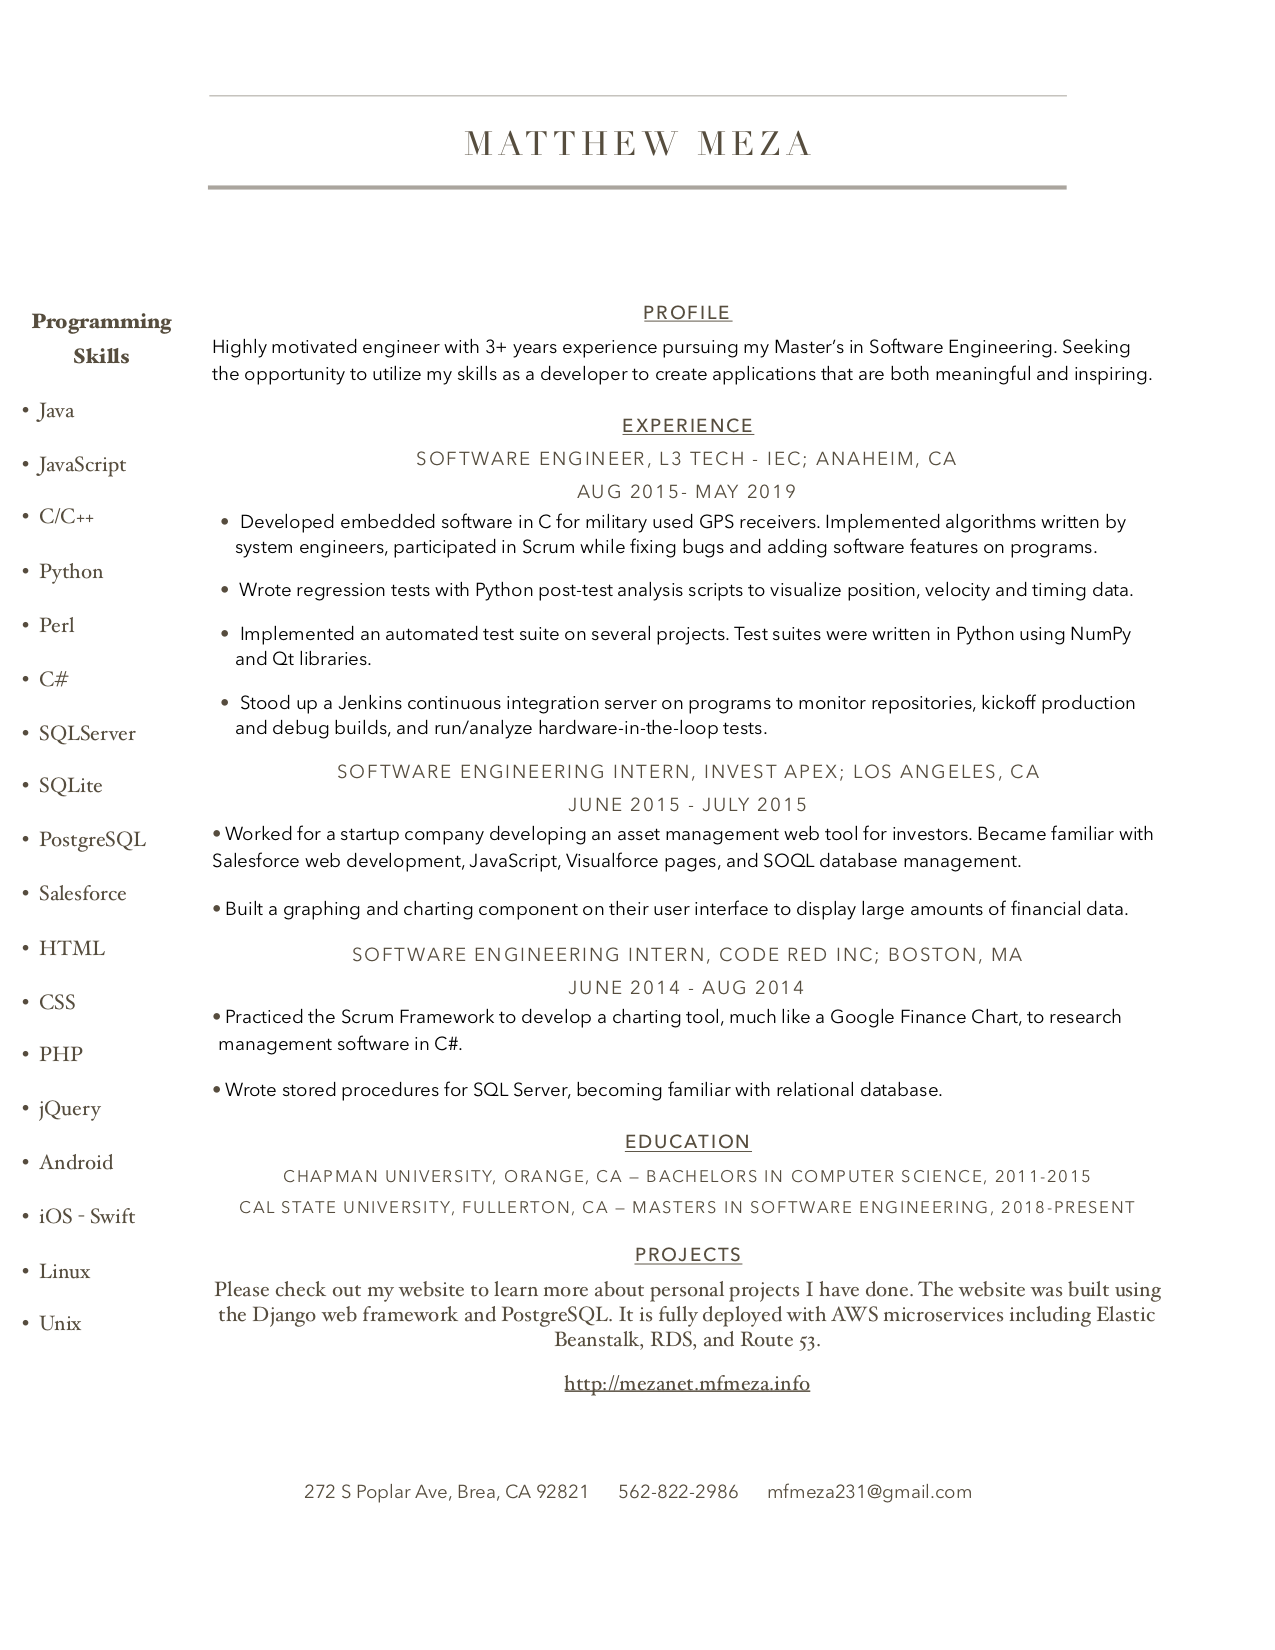 MATTHEW MEZA
Programming
Skills
• Java
• JavaScript
• C/C++
• Python
• Perl
• C#
• SQLServer
• SQLite
• PostgreSQL
• Salesforce
• HTML
• CSS
• PHP
• jQuery
• Android
• iOS - Swift
• Linux
• Unix
PROFILE
Highly motivated engineer with 3+ years experience pursuing my Master's in Software Engineering. Seeking
the opportunity to utilize my skills as a developer to create applications that are both meaningful and inspiring.
EXPERIENCE
SOFTWARE ENGINEER, L3 TECH - IEC; ANAHEIM, CA
AUG 2015- MAY 2019
• Developed embedded software in C for military used GPS receivers. Implemented algorithms written by
system engineers, participated in Scrum while fixing bugs and adding software features on programs.
• Wrote regression tests with Python post-test analysis scripts to visualize position, velocity and timing data.
• Implemented an automated test suite on several projects. Test suites were written in Python using NumPy
and Qt libraries.
• Stood up a Jenkins continuous integration server on programs to monitor repositories, kickoff production
and debug builds, and run/analyze hardware-in-the-loop tests.
SOFTWARE ENGINEERING INTERN, INVEST APEX; LOS ANGELES, CA
JUNE 2015 - JULY 2015
• Worked for a startup company developing an asset management web tool for investors. Became familiar with
Salesforce web development, JavaScript, Visualforce pages, and SOQL database management.
• Built a graphing and charting component on their user interface to display large amounts of financial data.
SOFTWARE ENGINEERING INTERN, CODE RED INC; BOSTON, MA
JUNE 2014 - AUG 2014
• Practiced the Scrum Framework to develop a charting tool, much like a Google Finance Chart, to research
management software in C#.
• Wrote stored procedures for SQL Server, becoming familiar with relational database.
EDUCATION
CHAPMAN UNIVERSITY, ORANGE, CA – BACHELORS IN COMPUTER SCIENCE, 2011-2015
CAL STATE UNIVERSITY, FULLERTON, CA – MASTERS IN SOFTWARE ENGINEERING, 2018-PRESENT
PROJECTS
Please check out my website to learn more about personal projects I have done. The website was built using
the Django web framework and PostgreSQL. It is fully deployed with AWS microservices including Elastic
Beanstalk, RDS, and Route 53.
http://mezanet.mfmeza.info
272 S Poplar Ave, Brea, CA 92821 562-822-2986 mfmeza231@gmail.com